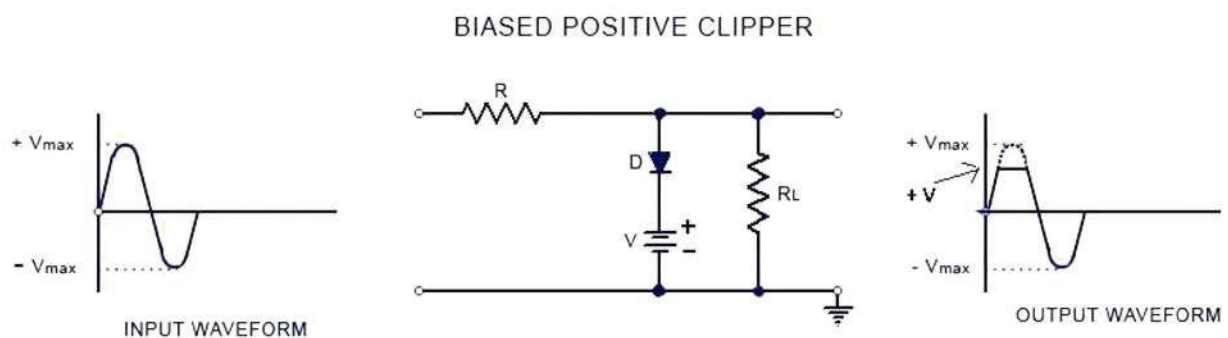 BIASED POSITIVE CLIPPER
+ Vmax
- Vmax
INPUT WAVEFORM
R
D
V
+
-
RL
+ Vmax
+ V
- Vmax
OUTPUT WAVEFORM